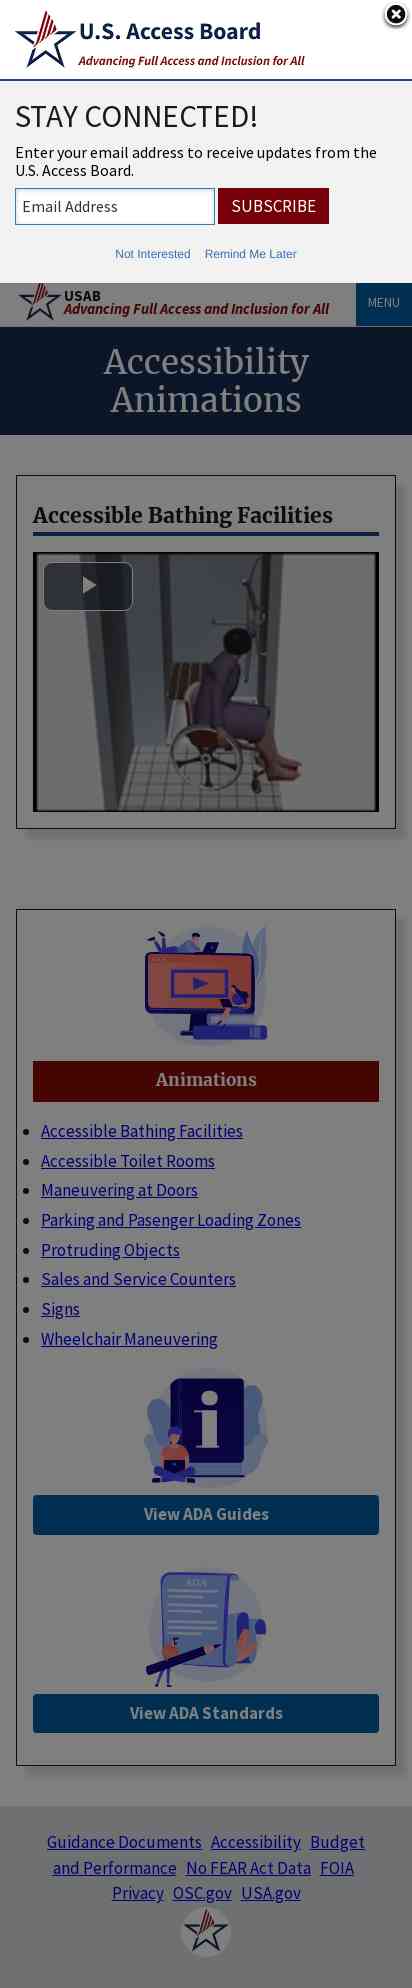 U.S. Access Board
Advancing Full Access and Inclusion for All
STAY CONNECTED!
Enter your email address to receive updates from the
U.S. Access Board.
Email Address
SUBSCRIBE
Not Interested Remind Me Later
USAB
Advancing Full Access and Inclusion for All
MENU
Accessibility
Animations
Accessible Bathing Facilities
Animations
Accessible Bathing Facilities
Accessible Toilet Rooms
Maneuvering at Doors
Parking and Pasenger Loading Zones
Protruding Objects
Sales and Service Counters
Signs
Wheelchair Maneuvering
i
View ADA Guides
ADA
View ADA Standards
Guidance Documents Accessibility Budget
and Performance No FEAR Act Data FOIA
Privacy OSC.gov USA.gov